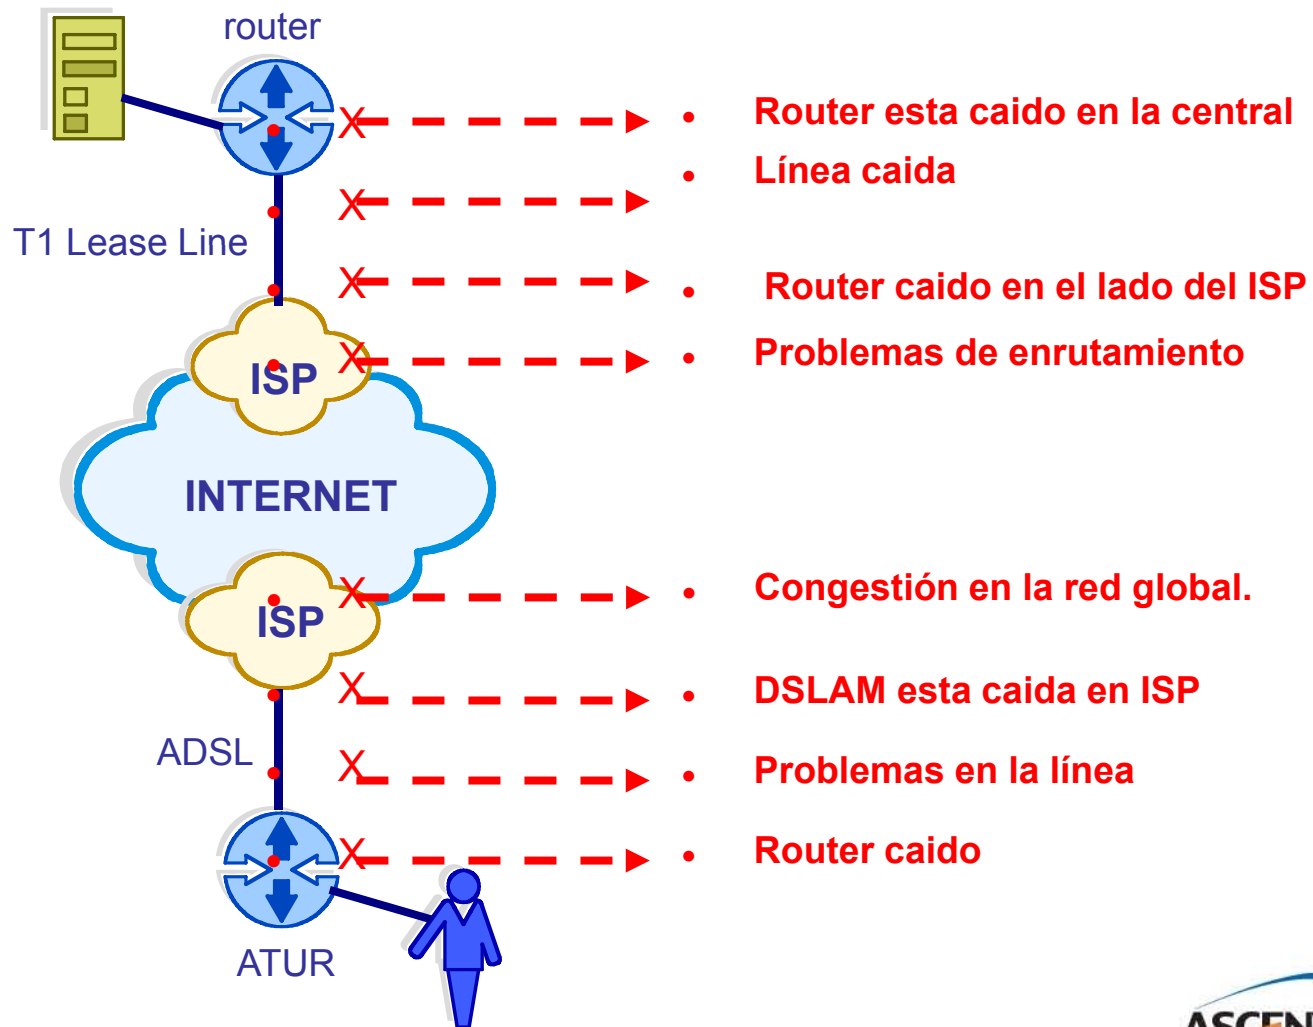 router
• Router esta caido en la central
• Línea caida
T1 Lease Line
• Router caido en el lado del ISP
• Problemas de enrutamiento
ISP
INTERNET
• Congestión en la red global.
ISP
• DSLAM esta caida en ISP
ADSL
• Problemas en la línea
• Router caido
ATUR
X
X
X
X
X
X
X
X